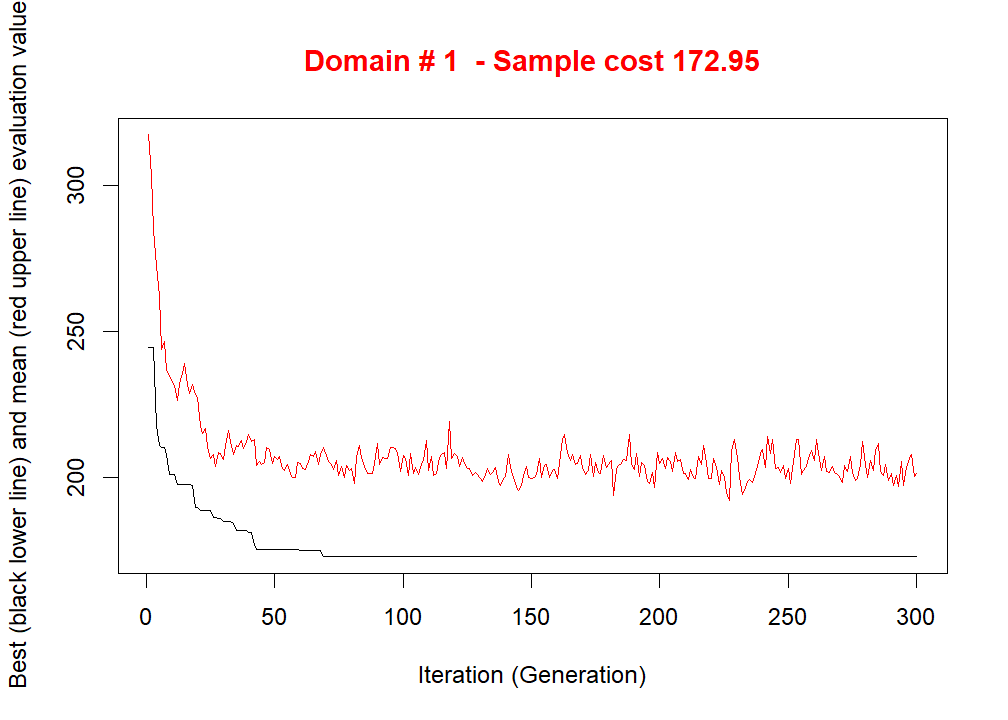 Domain # 1  - Sample cost 172.95
Best (black lower line) and mean (red upper line) evaluation value
300
250
200
0 50 100 150 200 250 300
Iteration (Generation)